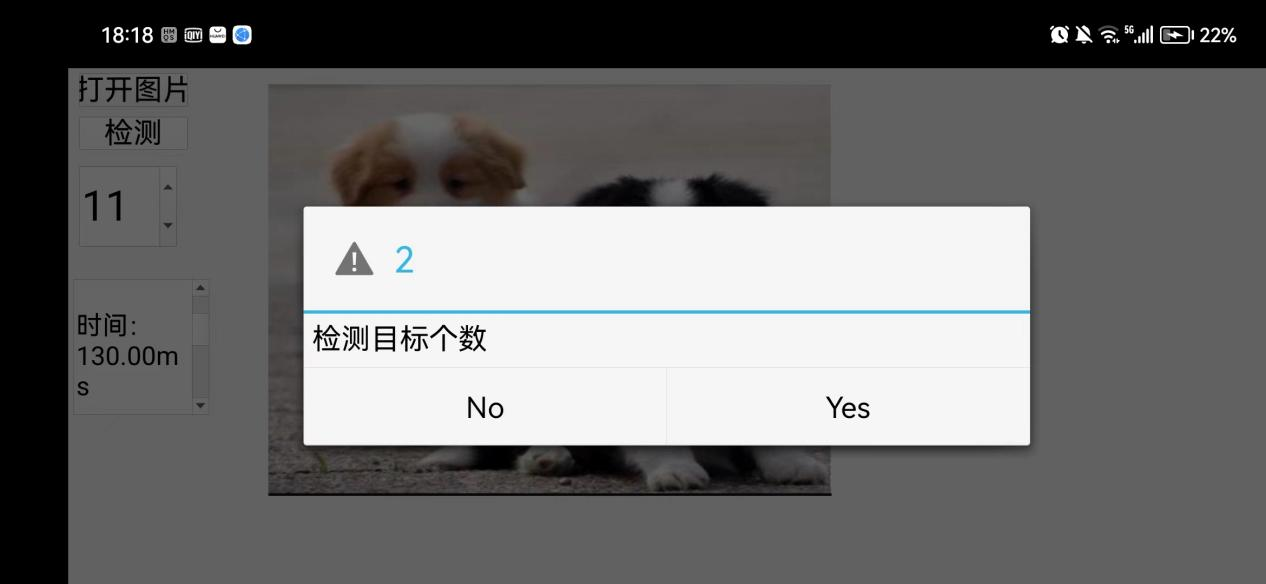 18:18
5G
22%
打开图片
检测
11
时间：
130.00m
s
2
检测目标个数
No
Yes